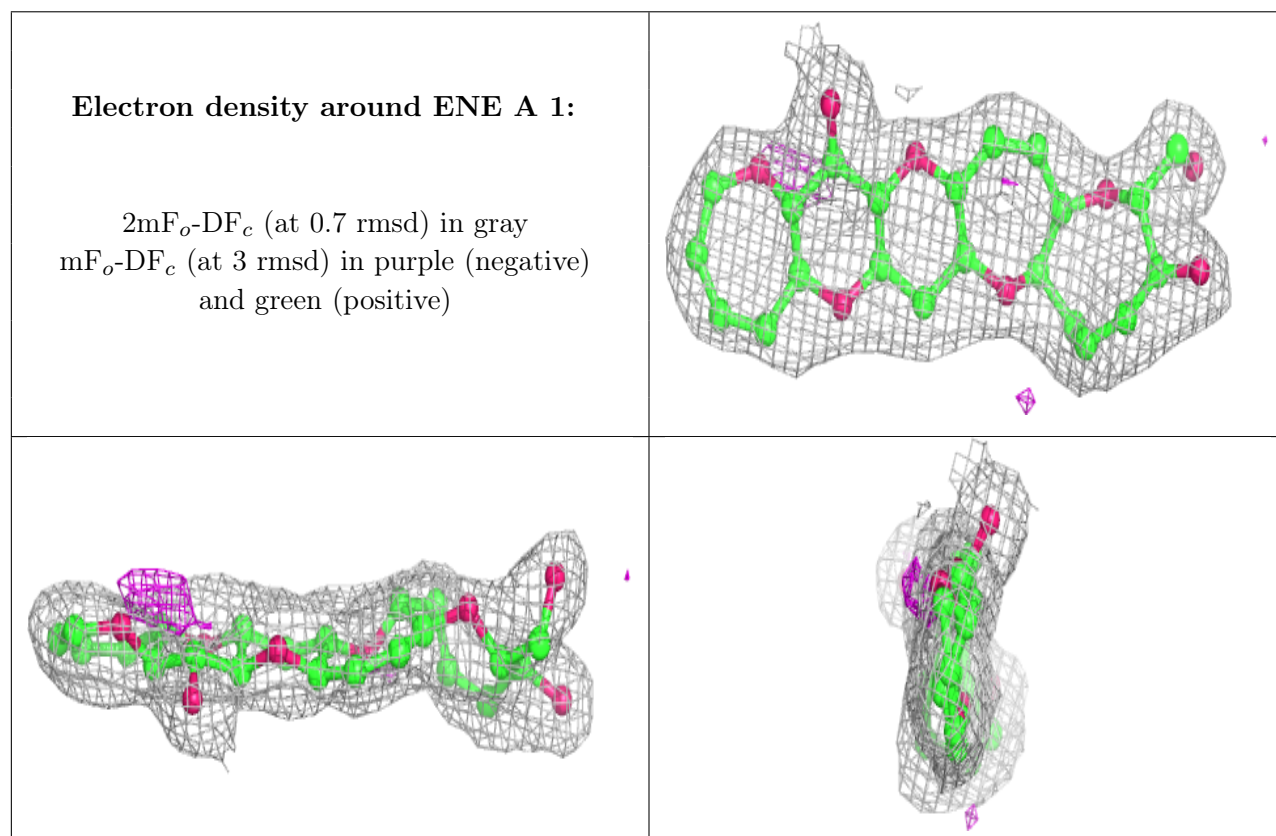 Electron density around ENE A 1:
2mFo-DFc (at 0.7 rmsd) in gray
mFo-DFc (at 3 rmsd) in purple (negative)
and green (positive)